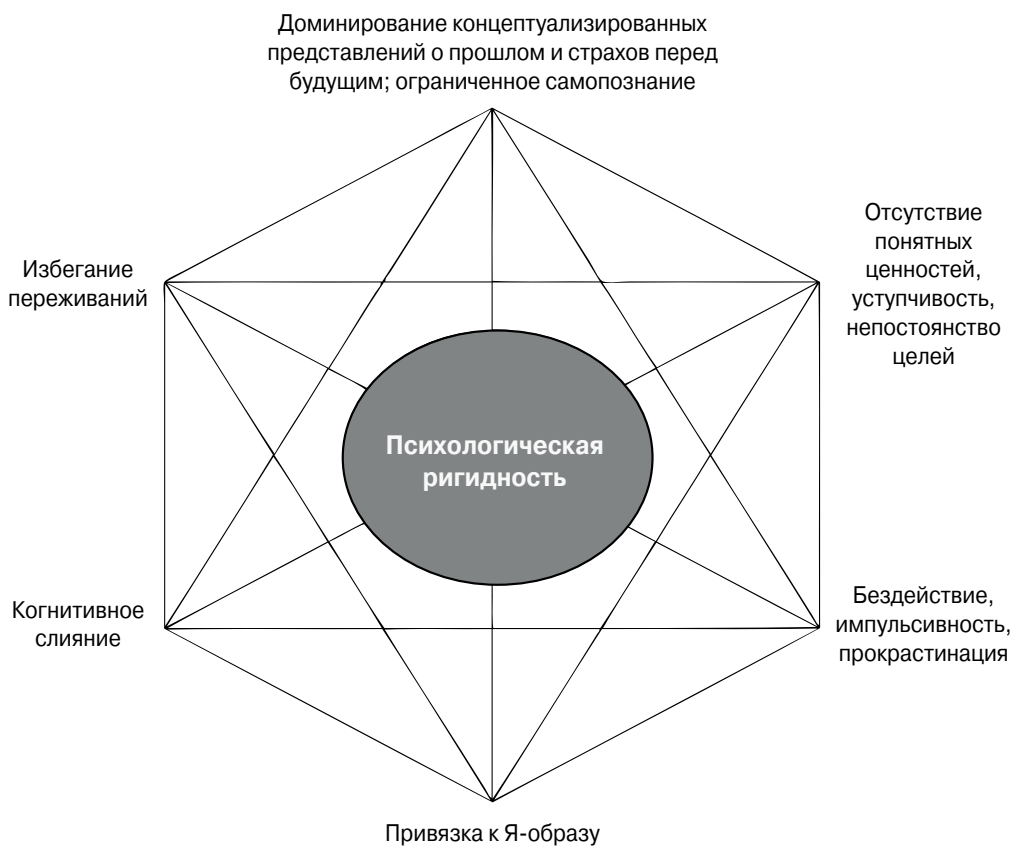 Доминирование концептуализированных
представлений о прошлом и страхов перед
будущим; ограниченное самопознание
Отсутствие
понятных
ценностей,
уступчивость,
непостоянство
целей
Избегание
переживаний
Психологическая
ригидность
Когнитивное
слияние
Бездействие,
импульсивность,
прокрастинация
Привязка к Я-образу